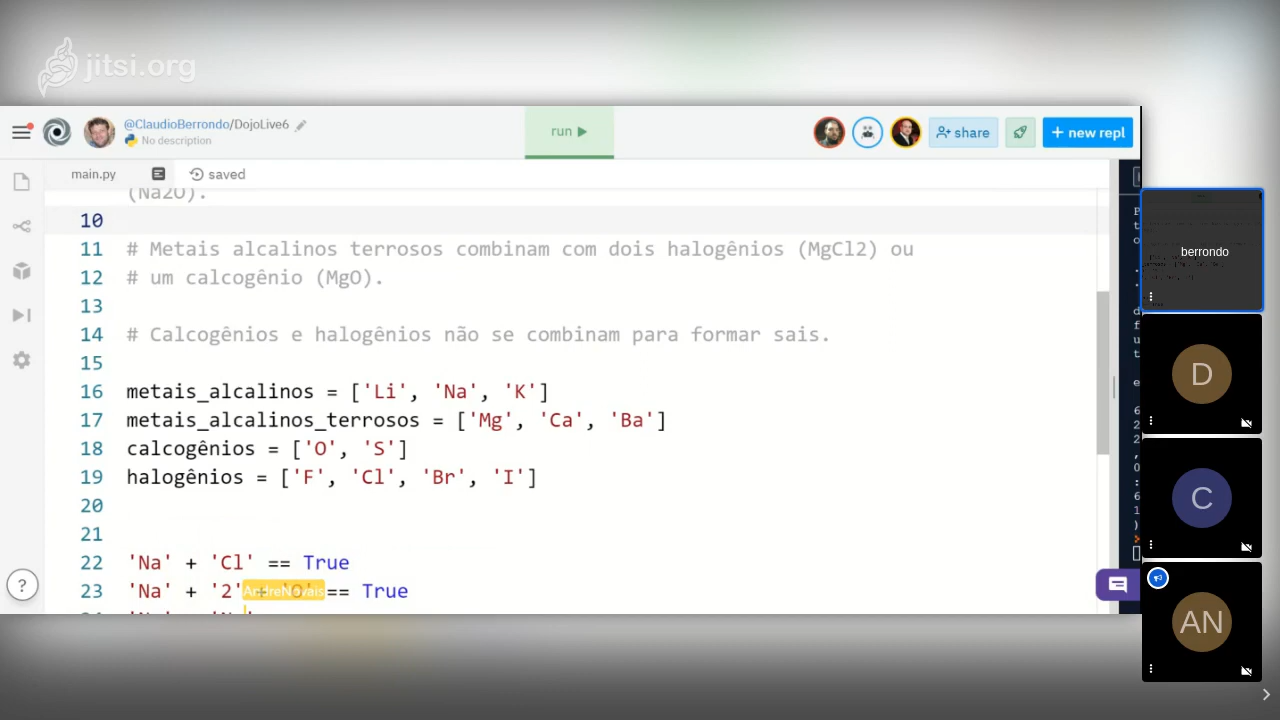 jitsi.org
@ClaudioBerrondo/DojoLive6
No description
run
share
+ new repl
main.py
saved
(Na2O).
10
11 # Metais alcalinos terrosos combinam com dois halogênios (MgCl2) ou
12 # um calcogênio (MgO).
13
14 # Calcogênios e halogênios não se combinam para formar sais.
15
16 metais_alcalinos = ['Li', 'Na', 'K']
17 metais_alcalinos_terrosos = ['Mg', 'Ca', 'Ba']
18 calcogênios = ['O', 'S']
19 halogênios = ['F', 'Cl', 'Br', 'I']
20
21
22 'Na' + 'Cl' == True
23 'Na' + '2' + 'O' == True
AndreNovais
?
berrondo
D
C
AN